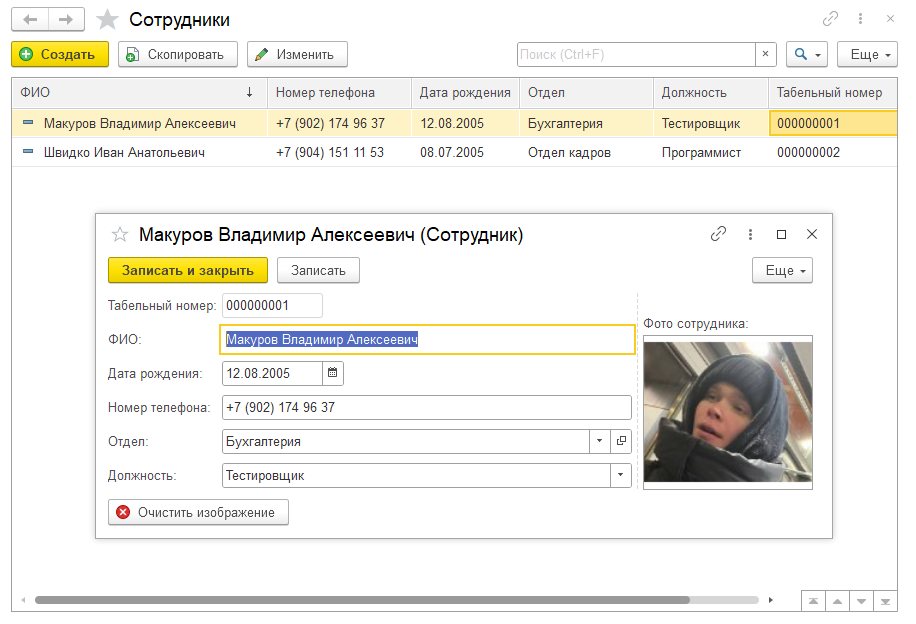 Сотрудники
Создать Скопировать Изменить Поиск (Ctrl+F) Еще
ФИО Номер телефона Дата рождения Отдел Должность Табельный номер
Макуров Владимир Алексеевич +7 (902) 174 96 37 12.08.2005 Бухгалтерия Тестировщик 000000001
Швидко Иван Анатольевич +7 (904) 151 11 53 08.07.2005 Отдел кадров Программист 000000002
Макуров Владимир Алексеевич (Сотрудник)
Записать и закрыть Записать Еще
Табельный номер: 000000001
Фото сотрудника:
ФИО: Макуров Владимир Алексеевич
Дата рождения: 12.08.2005
Номер телефона: +7 (902) 174 96 37
Отдел: Бухгалтерия
Должность: Тестировщик
Очистить изображение